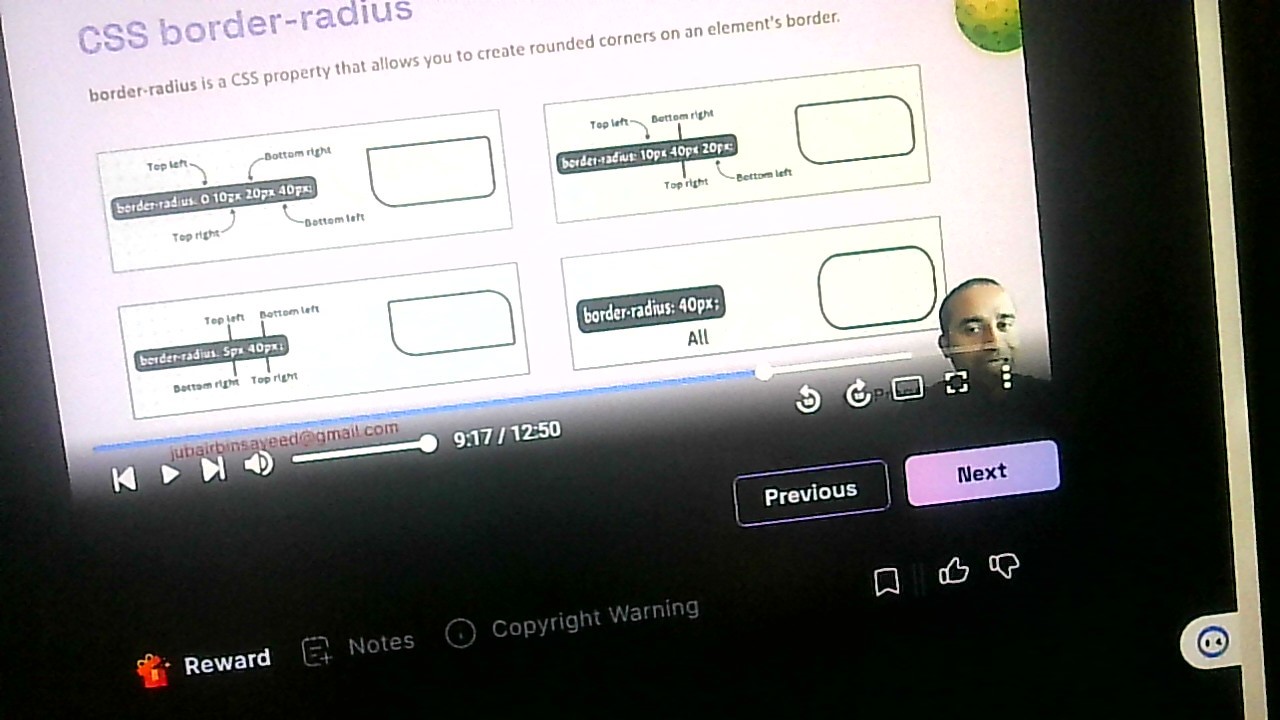 CSS border-radius
border-radius is a CSS property that allows you to create rounded corners on an element's border.
Top left
Bottom right
border-radius: 0 10px 20px 40px;
Top right
Bottom left
Top left
Bottom right
border-radius: 10px 40px 20px;
Top right
Bottom left
Top left
Bottom left
border-radius: 5px 40px;
Bottom right
Top right
border-radius: 40px;
All
jubairbinsayeed@gmail.com
9:17 / 12:50
Previous
Next
Reward
Notes
Copyright Warning